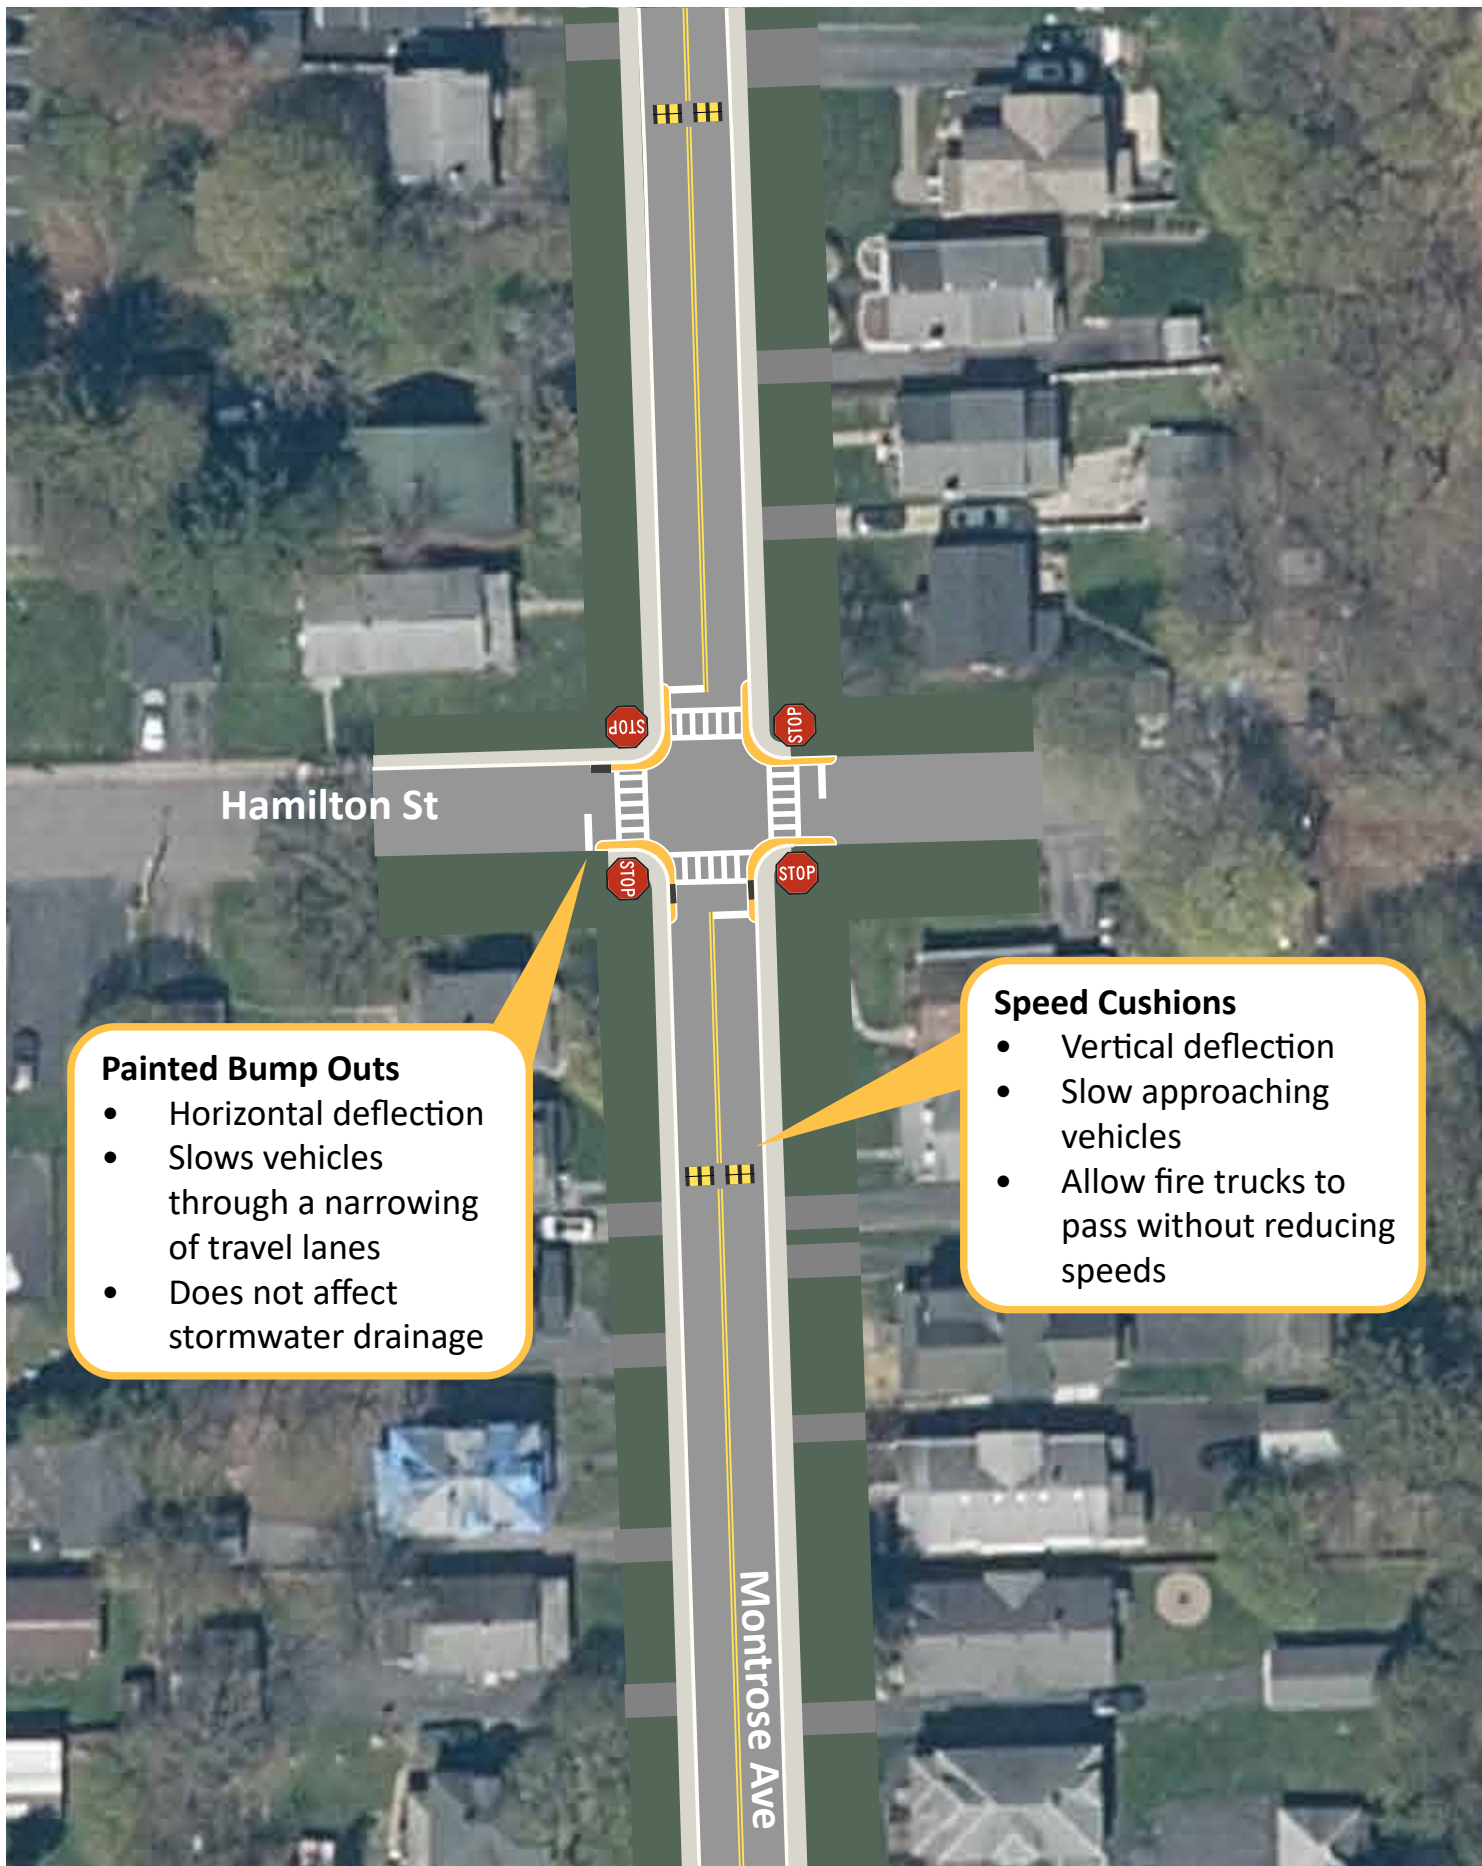 STOP
STOP
Hamilton St
STOP
STOP
Speed Cushions
• Vertical deflection
• Slow approaching
vehicles
• Allow fire trucks to
pass without reducing
speeds
Painted Bump Outs
• Horizontal deflection
• Slows vehicles
through a narrowing
of travel lanes
• Does not affect
stormwater drainage
Montrose Ave